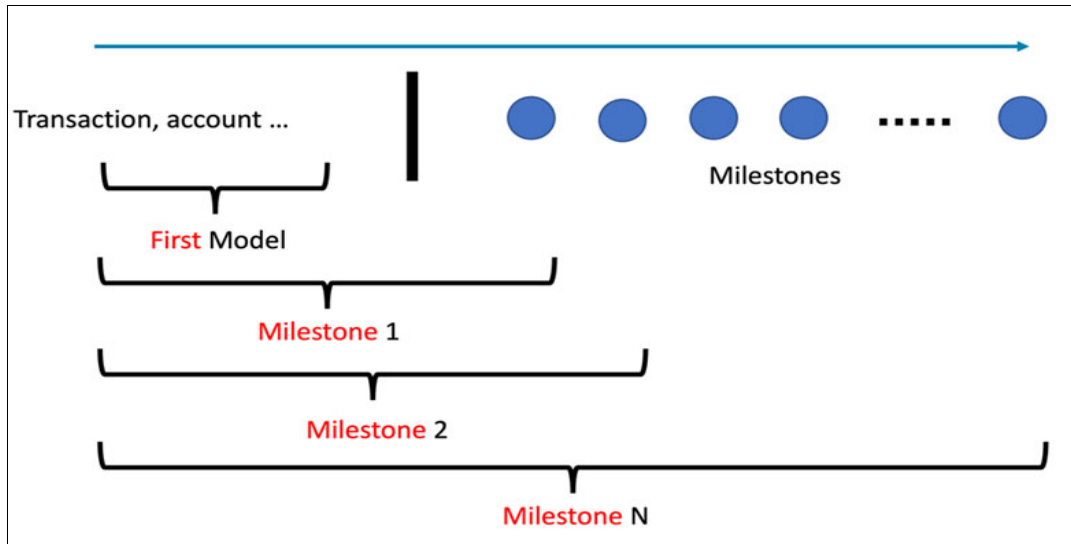 Transaction, account ...
Milestones
First Model
Milestone 1
Milestone 2
Milestone N